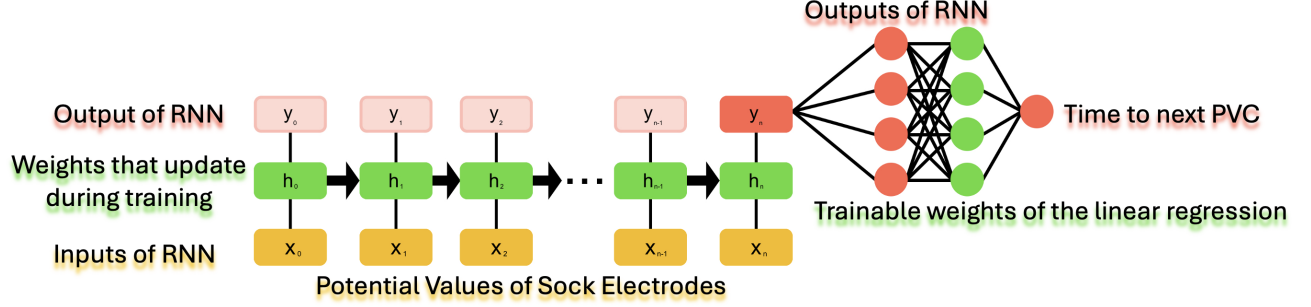 Outputs of RNN
Output of RNN
y0 y1 y2 yn-1 yn
Time to next PVC
Weights that update
during training
h0 h1 h2 ... hn-1 hn
Trainable weights of the linear regression
Inputs of RNN
x0 x1 x2 xn-1 xn
Potential Values of Sock Electrodes